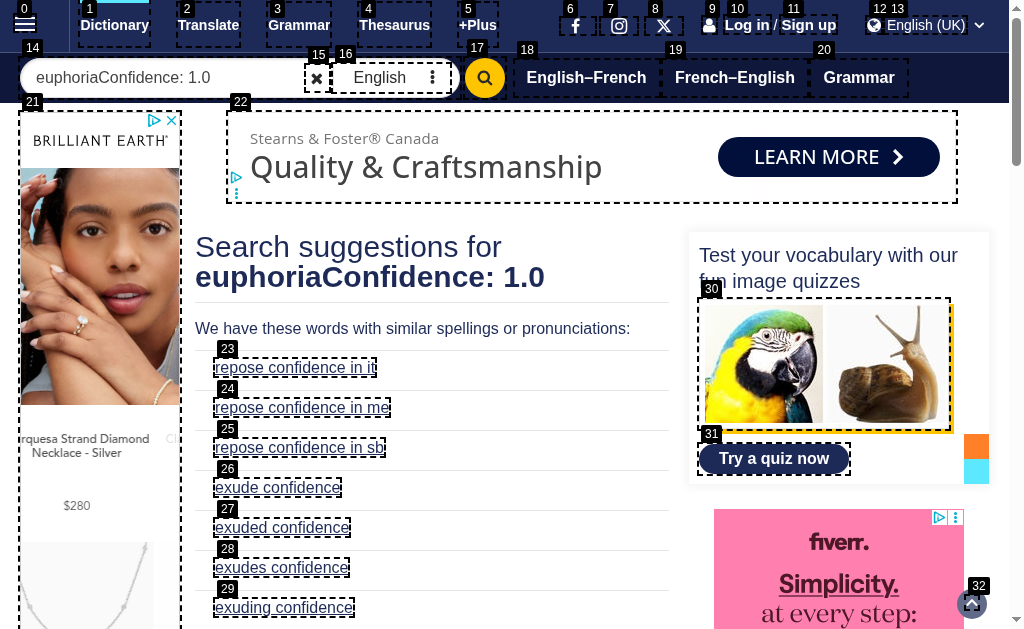 0 1 2 3 4 5 6 7 8 9 10 11 12 13
Dictionary Translate Grammar Thesaurus +Plus Log in / Sign up English (UK)
14 15 16 17 18 19 20
euphoriaConfidence: 1.0 English English–French French–English Grammar
21 22
BRILLIANT EARTH
Stearns & Foster® Canada
Quality & Craftsmanship
LEARN MORE
Search suggestions for
euphoriaConfidence: 1.0
We have these words with similar spellings or pronunciations:
23
repose confidence in it
24
repose confidence in me
25
repose confidence in sb
26
exude confidence
27
exuded confidence
28
exudes confidence
29
exuding confidence
rquesa Strand Diamond
Necklace - Silver
$280
Test your vocabulary with our
fun image quizzes
30
31
Try a quiz now
fiverr.
Simplicity.
at every step:
32